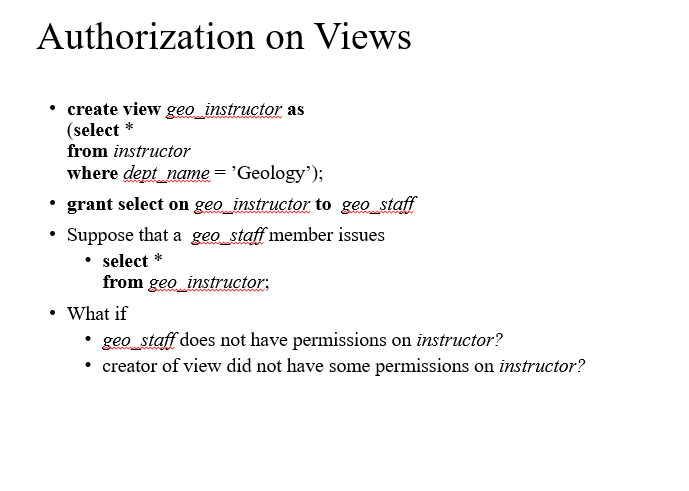 Authorization on Views
• create view geo_instructor as
(select *
from instructor
where dept_name = ’Geology’);
• grant select on geo_instructor to geo_staff
• Suppose that a geo_staff member issues
• select *
from geo_instructor;
• What if
• geo_staff does not have permissions on instructor?
• creator of view did not have some permissions on instructor?